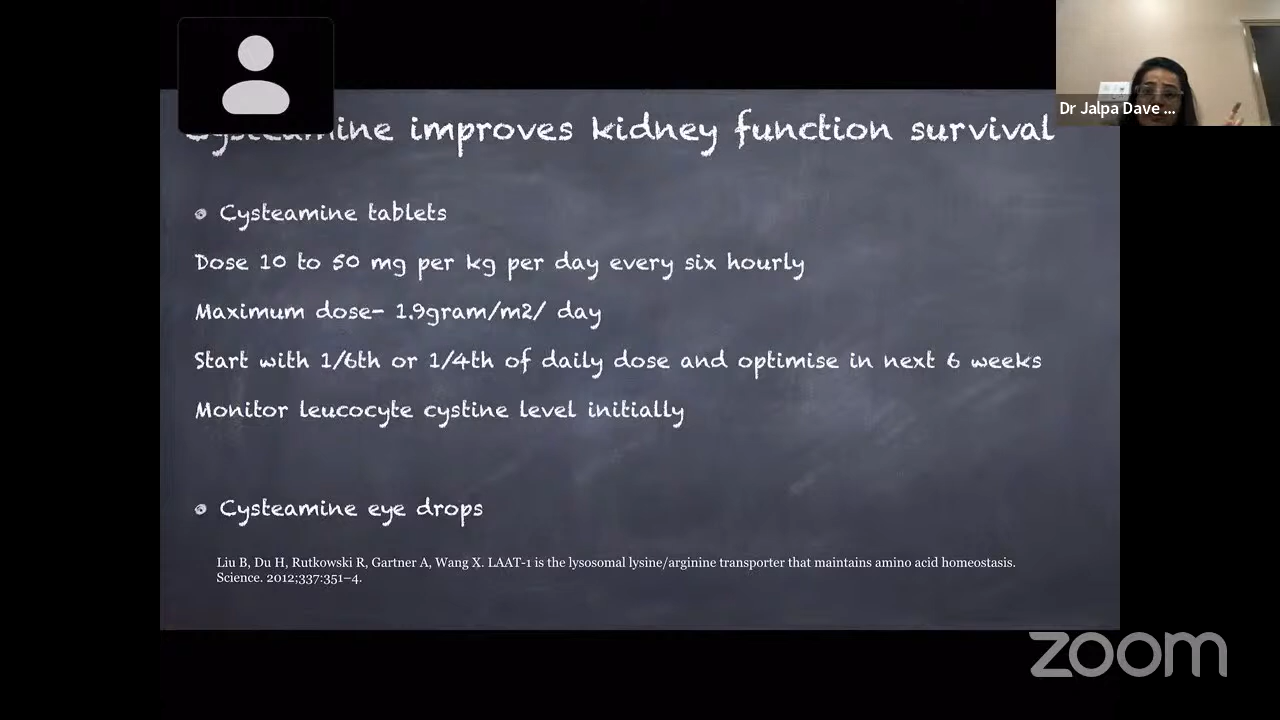 Dr Jalpa Dave ...
Cysteamine improves kidney function survival
Cysteamine tablets
Dose 10 to 50 mg per kg per day every six hourly
Maximum dose- 1.9gram/m2/ day
Start with 1/6th or 1/4th of daily dose and optimise in next 6 weeks
Monitor leucocyte cystine level initially
Cysteamine eye drops
Liu B, Du H, Rutkowski R, Gartner A, Wang X. LAAT-1 is the lysosomal lysine/arginine transporter that maintains amino acid homeostasis.
Science. 2012;337:351–4.
zoom